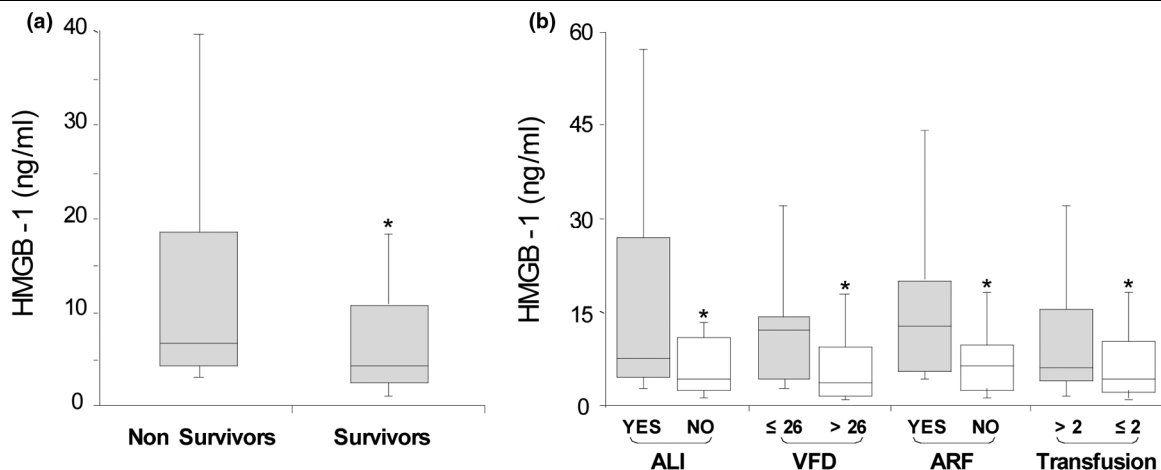 (a)
HMGB - 1 (ng/ml)
40
30
20
10
0
*
Non Survivors Survivors
(b)
HMGB - 1 (ng/ml)
60
45
30
15
0
* * * *
YES NO ≤ 26 > 26 YES NO > 2 ≤ 2
ALI VFD ARF Transfusion